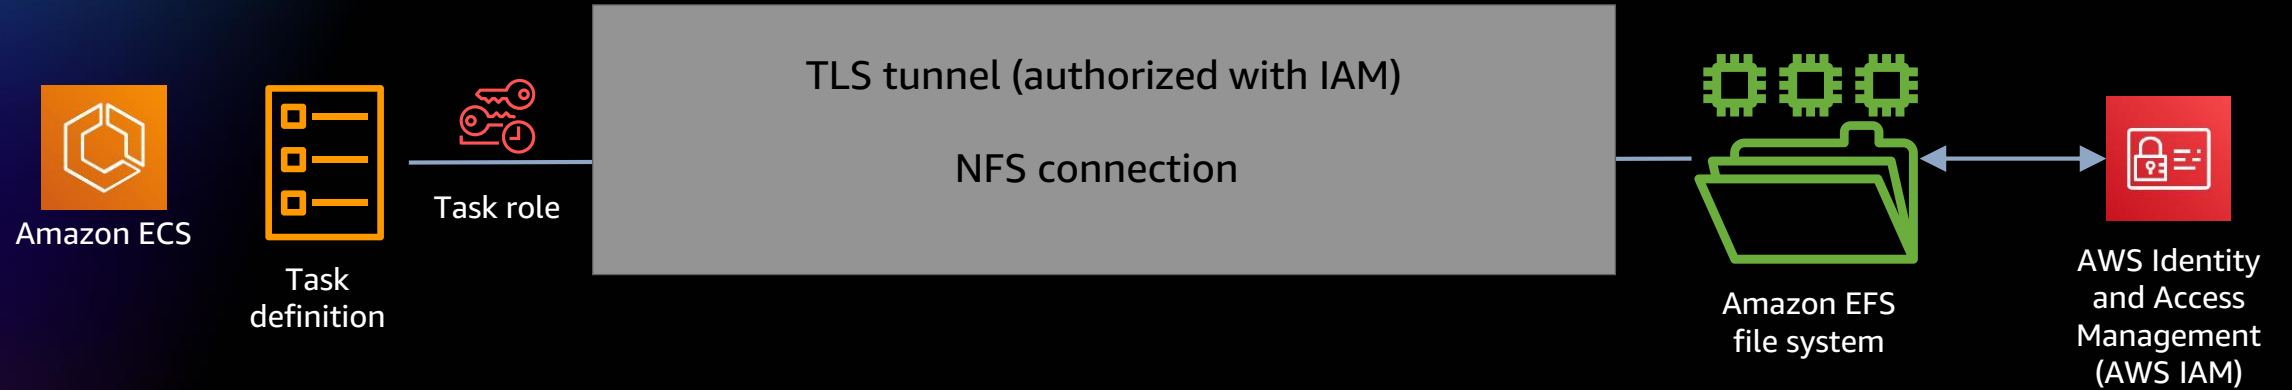 Amazon ECS
Task
definition
Task role
TLS tunnel (authorized with IAM)
NFS connection
Amazon EFS
file system
AWS Identity
and Access
Management
(AWS IAM)